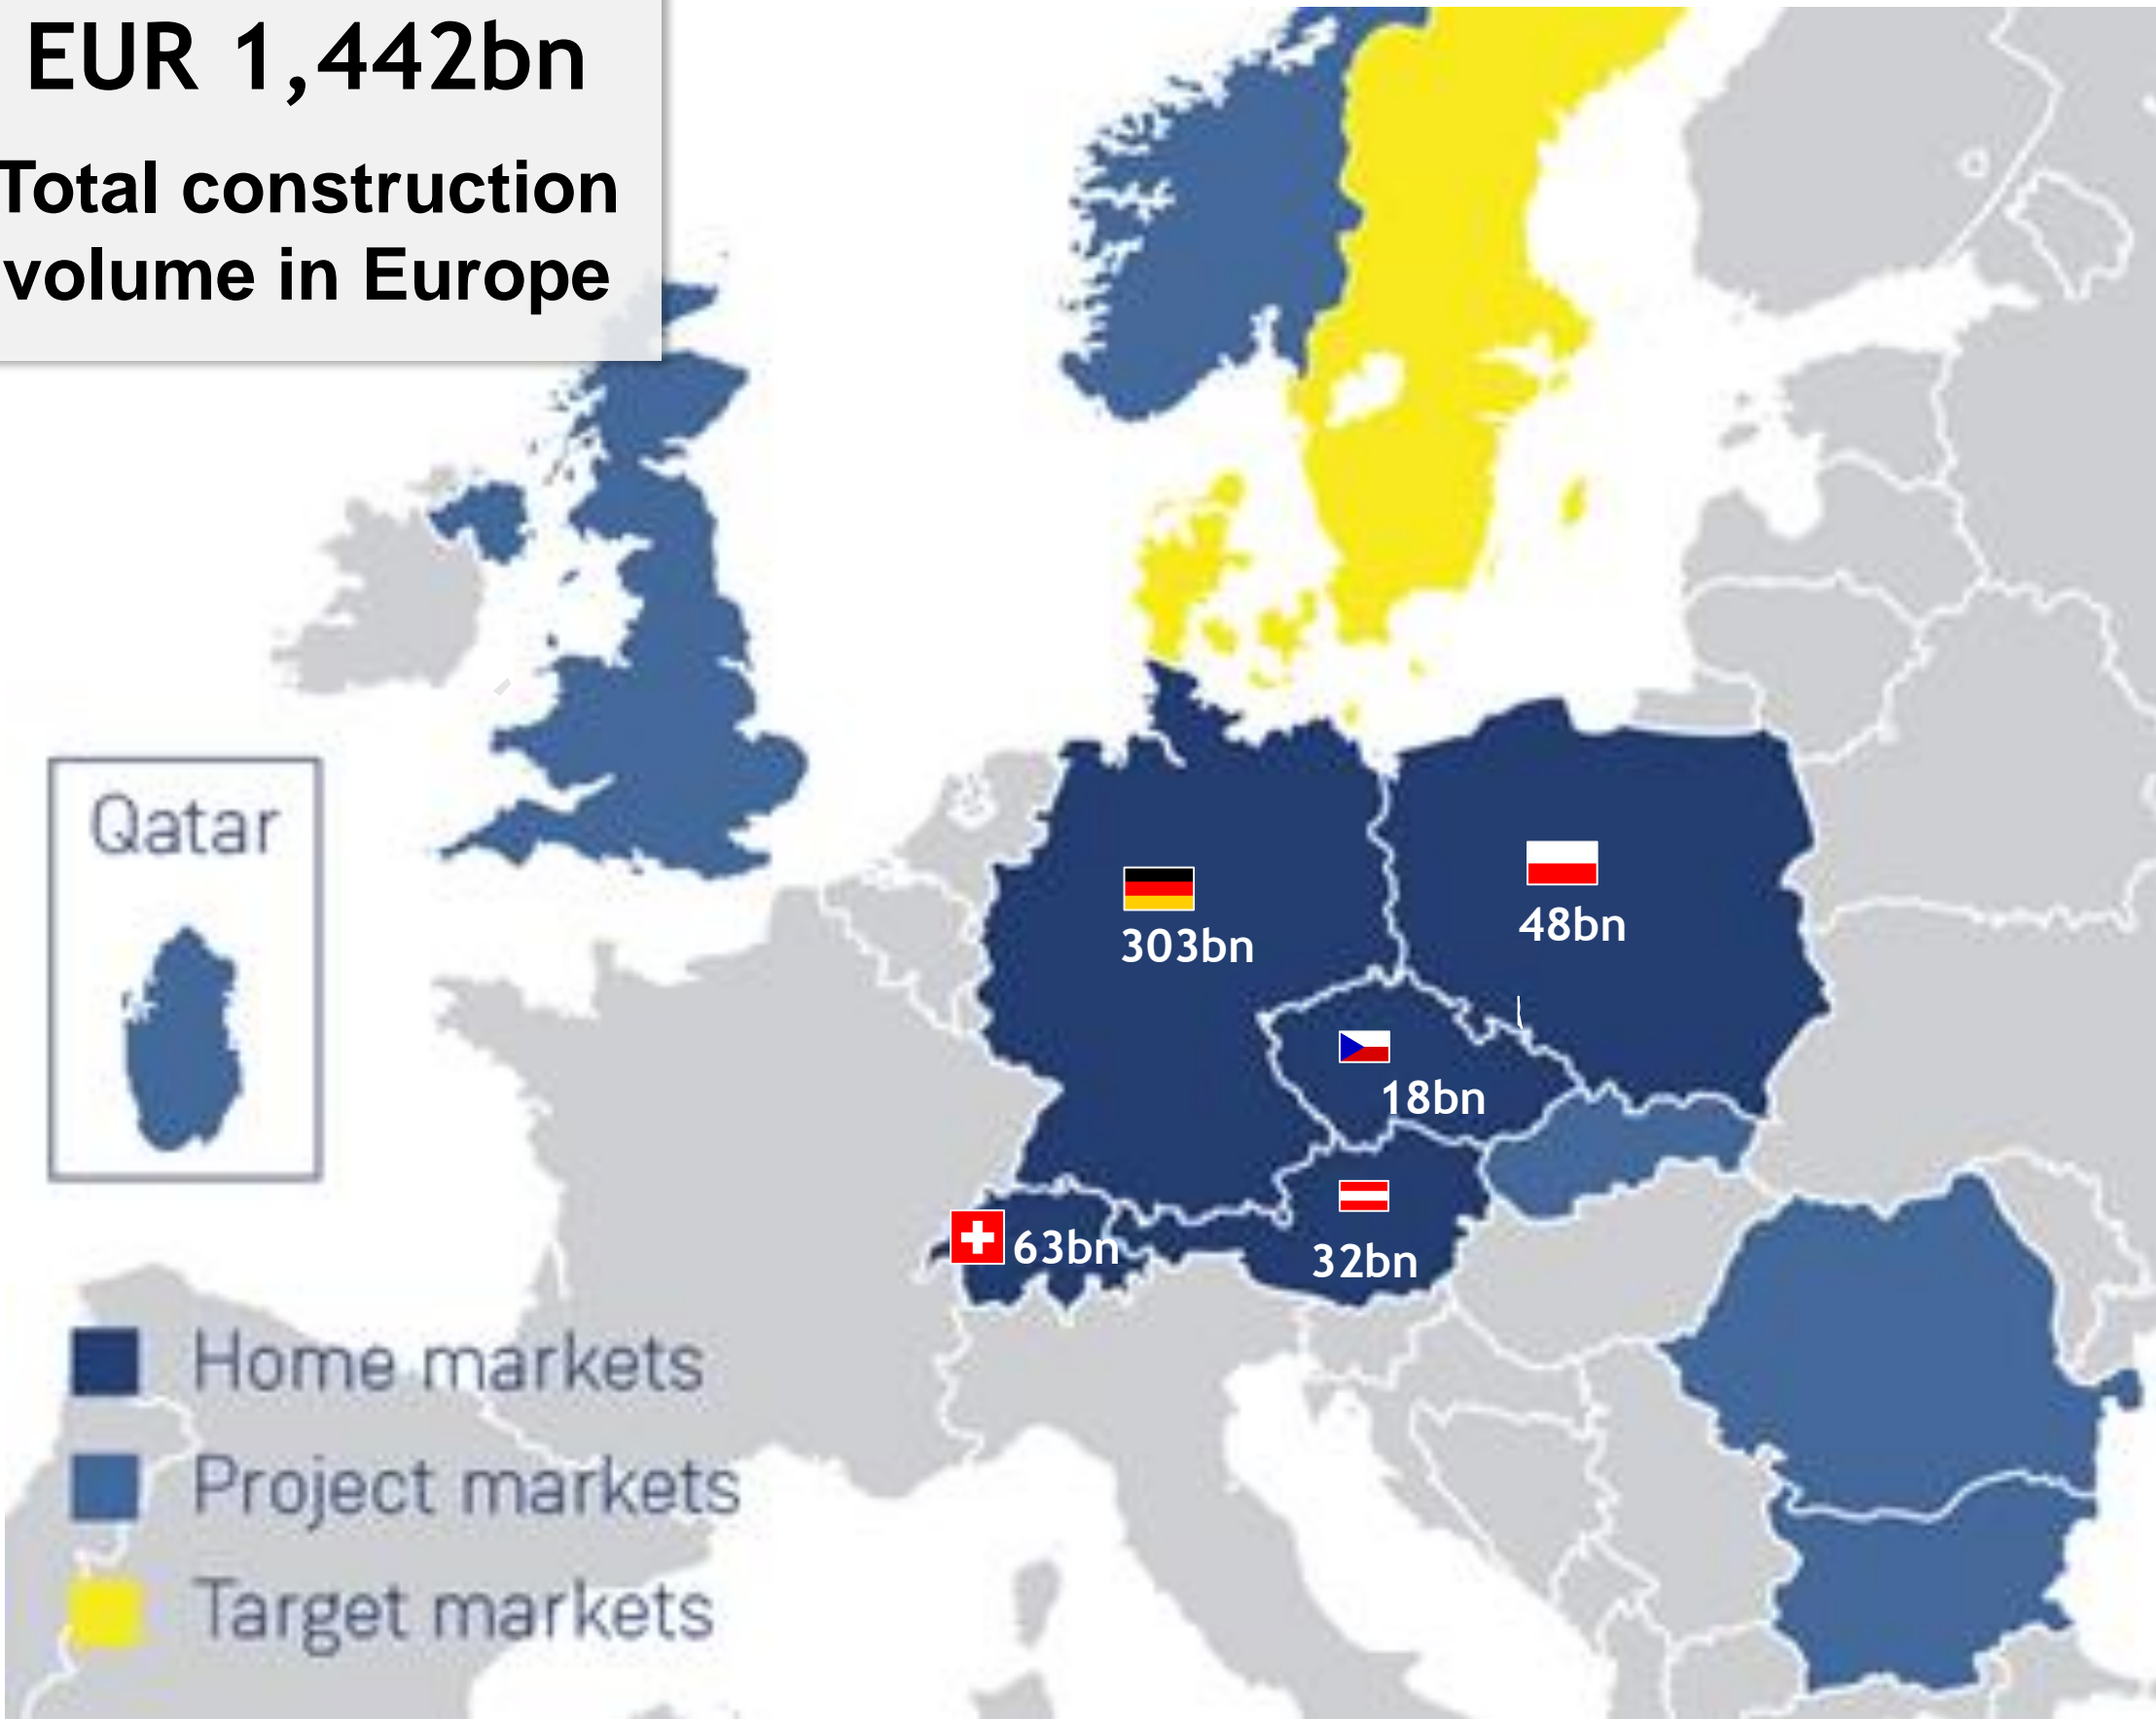 EUR 1,442bn
Total construction
volume in Europe
Qatar
303bn
48bn
18bn
63bn
32bn
Home markets
Project markets
Target markets